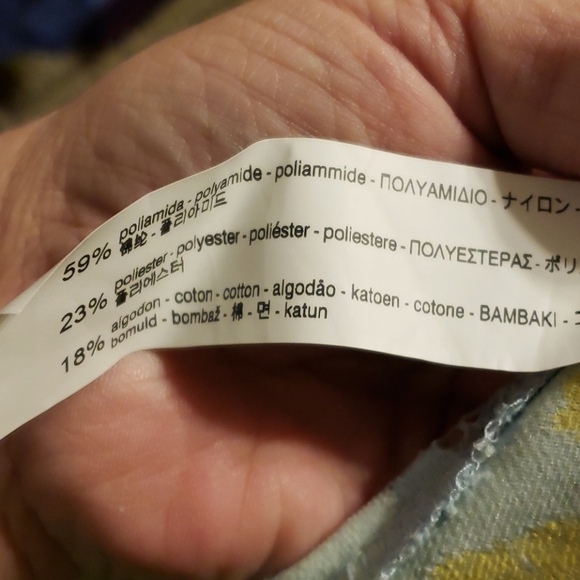 59% poliamida - polyamide - poliammide - ΠΟΛΥΑΜΙΔΙΟ - ナイロン -
锦纶 - 폴리아미드
23% poliester - polyester - poliéster - poliestere - ΠΟΛΥΕΣΤΕΡΑΣ - ポリ
폴리에스터
18% algodon - coton - cotton - algodão - katoen - cotone - BAMBAKI -
bomuld - bombaž - 棉 - 면 - katun